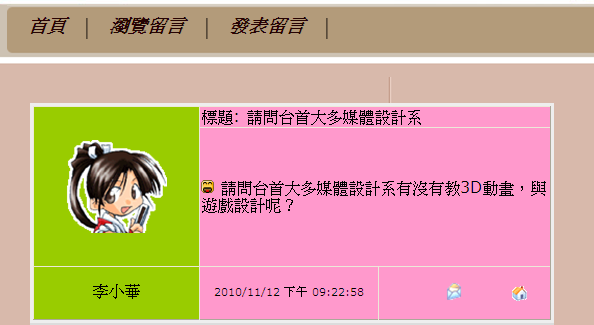 首頁 | 瀏覽留言 | 發表留言 |
標題: 請問台首大多媒體設計系
請問台首大多媒體設計系有沒有教3D動畫，與
遊戲設計呢？
李小華
2010/11/12 下午 09:22:58